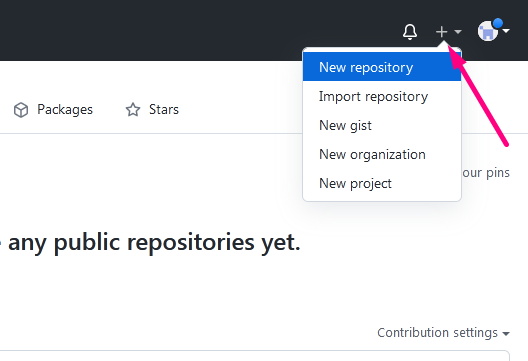 New repository
Import repository
New gist
New organization
New project
Packages
Stars
our pins
any public repositories yet.
Contribution settings